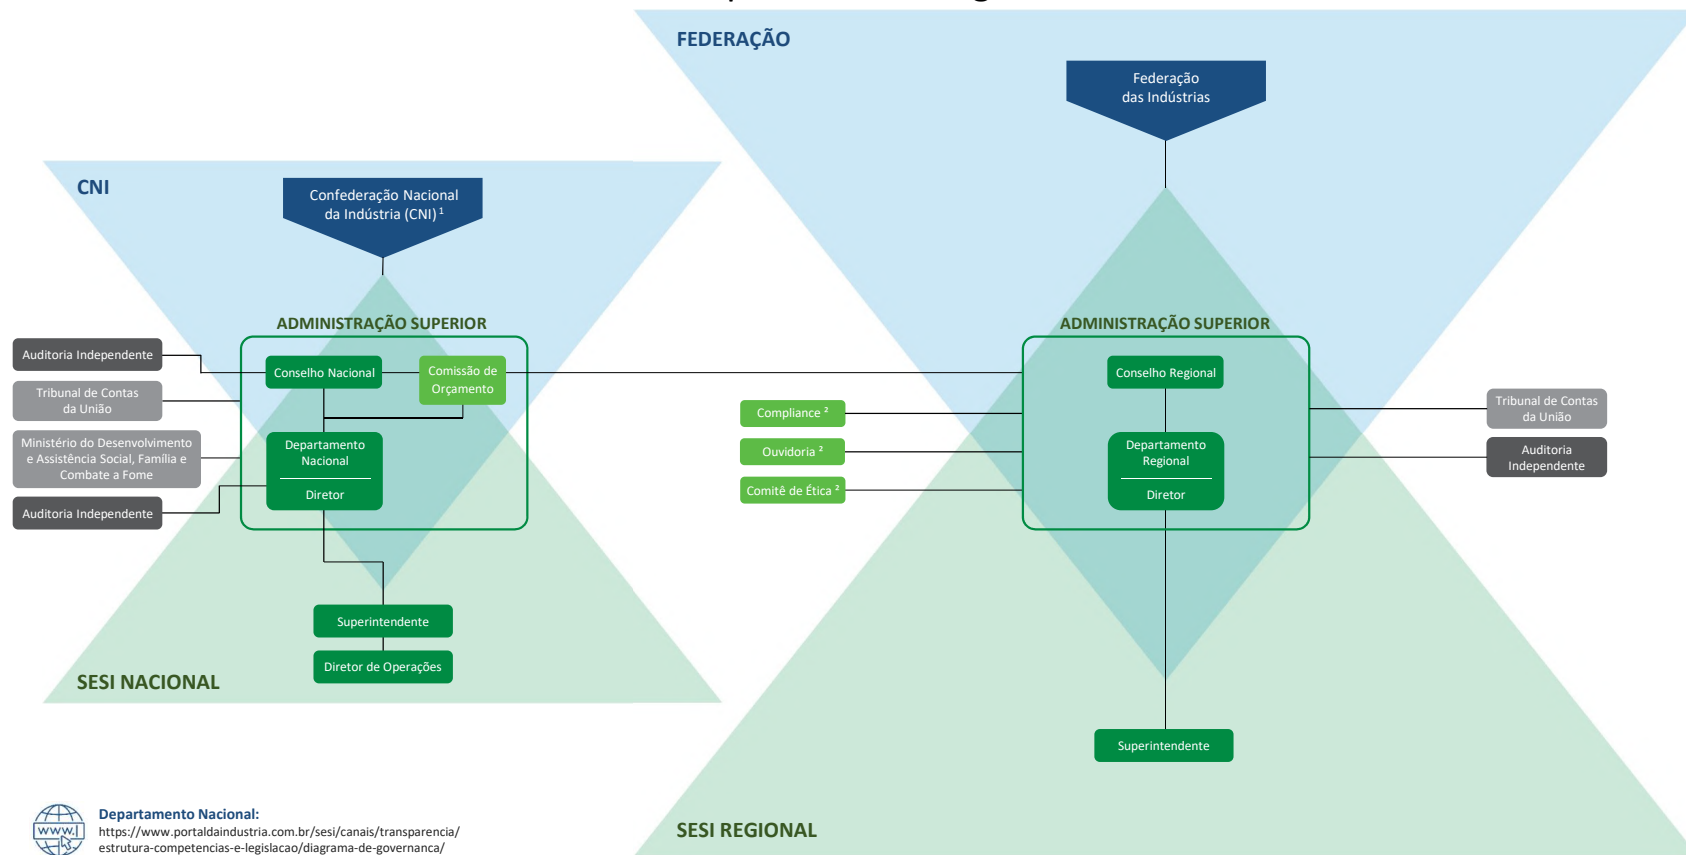 FEDERAÇÃO
Federação
das Indústrias
CNI
Confederação Nacional
da Indústria (CNI) ¹
ADMINISTRAÇÃO SUPERIOR
Auditoria Independente
Tribunal de Contas
da União
Ministério do Desenvolvimento
e Assistência Social, Família e
Combate a Fome
Auditoria Independente
Conselho Nacional
Comissão de
Orçamento
Departamento
Nacional
Diretor
Superintendente
Diretor de Operações
SESI NACIONAL
ADMINISTRAÇÃO SUPERIOR
Conselho Regional
Compliance ²
Ouvidoria ²
Comitê de Ética ²
Departamento
Regional
Diretor
Tribunal de Contas
da União
Auditoria
Independente
Superintendente
SESI REGIONAL
www.
Departamento Nacional:
https://www.portaldaindustria.com.br/sesi/canais/transparencia/
estrutura-competencias-e-legislacao/diagrama-de-governanca/